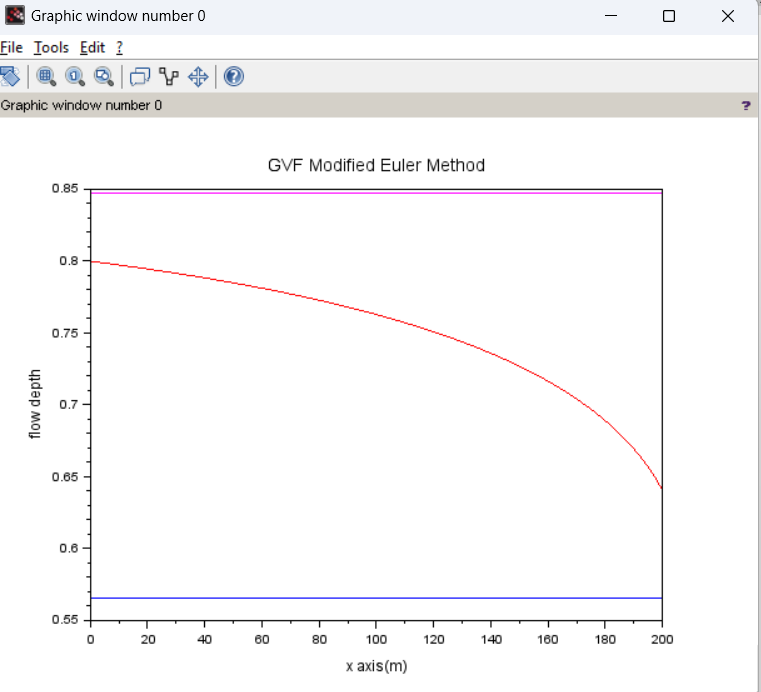 Graphic window number 0
File Tools Edit ?
Graphic window number 0 ?
GVF Modified Euler Method
0.85
0.8
0.75
0.7
0.65
0.6
0.55
flow depth
0 20 40 60 80 100 120 140 160 180 200
x axis(m)